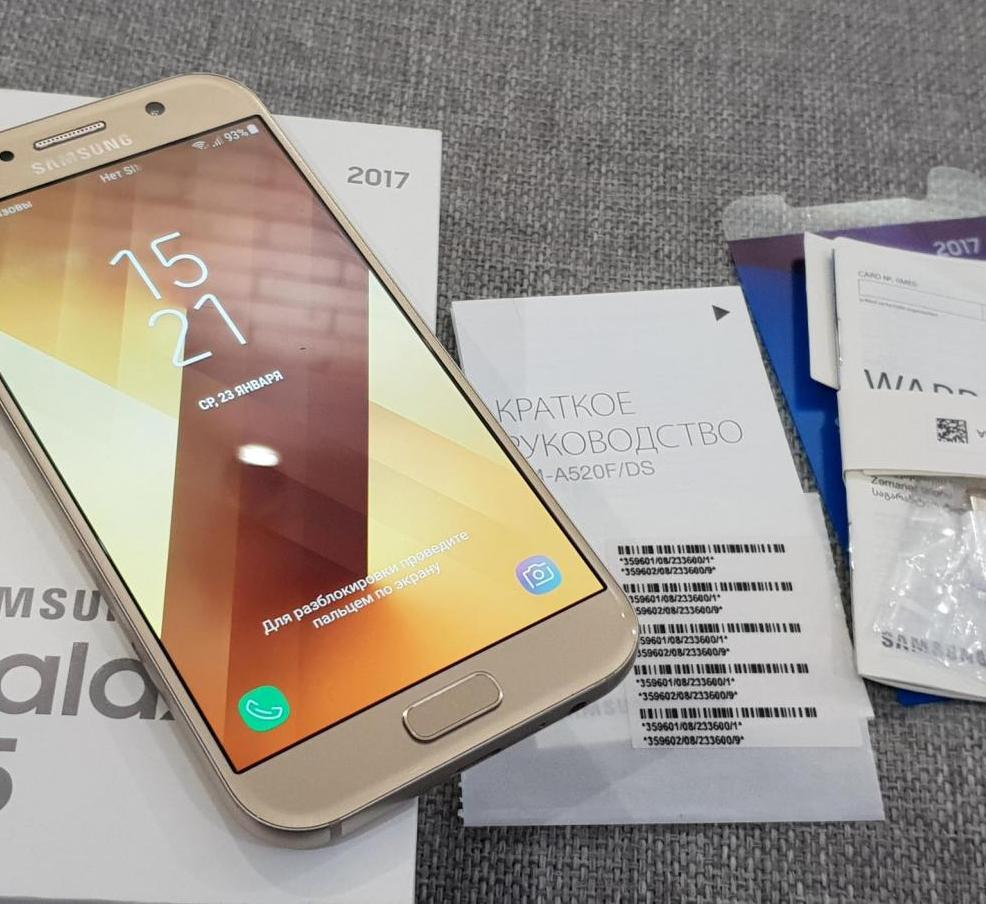 SAMSUNG
Нет SI
93%
15
21
СР, 23 ЯНВАРЯ
Для разблокировки проведите
пальцем по экрану
2017
MSU
ala
5
КРАТКОЕ
РУКОВОДСТВО
M-A520F/DS
*359601/08/233600/1*
*359602/08/233600/9*
359601/08/233600/1*
359602/08/233600/9*
359601/08/233600/1*
359602/08/233600/9*
*359601/08/233600/1*
*359602/08/233600/9*
*359601/08/233600/1*
*359602/08/233600/9*
2017
CARD №:
WARR
SAMSUNG